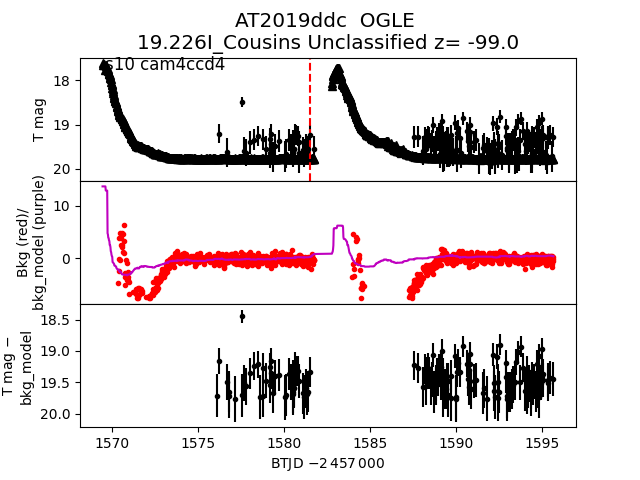 AT2019ddc  OGLE
19.226I_Cousins Unclassified z= -99.0
s10 cam4ccd4
T mag
18
19
20
Bkg (red)/
bkg_model (purple)
10
0
T mag −
bkg_model
18.5
19.0
19.5
20.0
1570 1575 1580 1585 1590 1595
BTJD −2 457 000